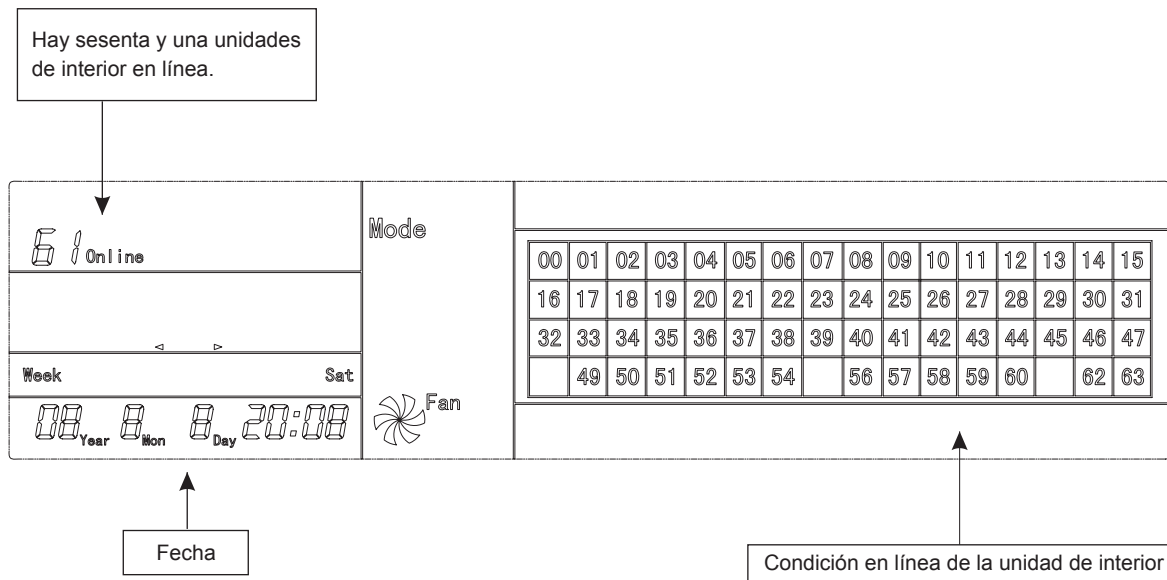 Hay sesenta y una unidades
de interior en línea.
61 Online
Mode
00 01 02 03 04 05 06 07 08 09 10 11 12 13 14 15
16 17 18 19 20 21 22 23 24 25 26 27 28 29 30 31
32 33 34 35 36 37 38 39 40 41 42 43 44 45 46 47
49 50 51 52 53 54 56 57 58 59 60 62 63
Week Sat
08 Year 8 Mon 8 Day 20:08
Fan
Fecha
Condición en línea de la unidad de interior